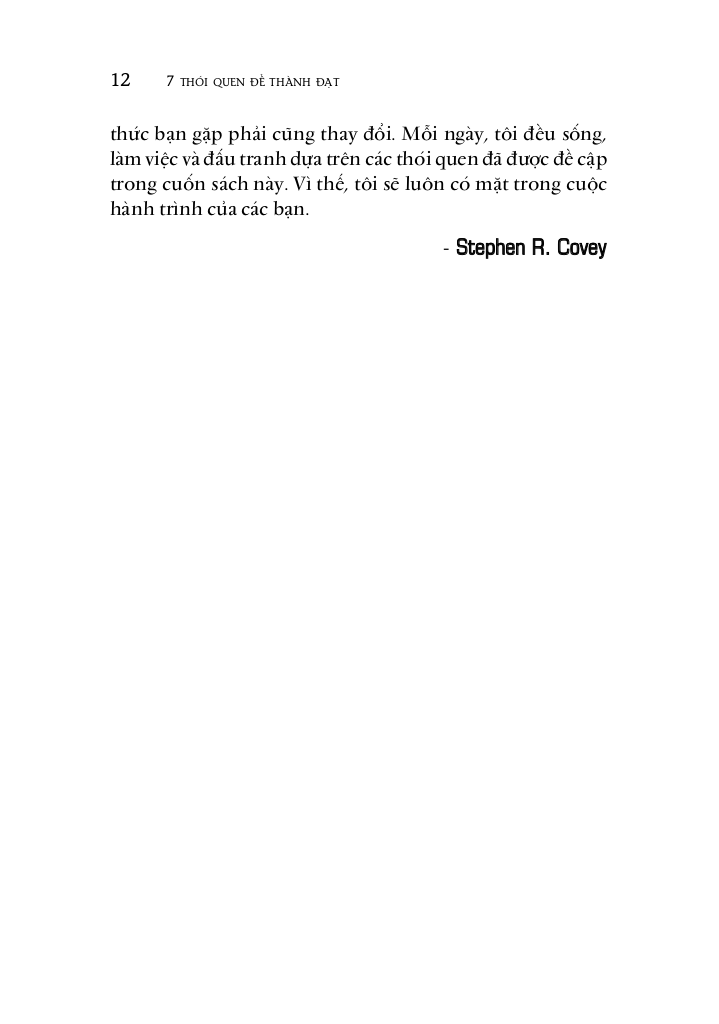 12 7 THÓI QUEN ĐỂ THÀNH ĐẠT
thức bạn gặp phải cũng thay đổi. Mỗi ngày, tôi đều sống,
làm việc và đấu tranh dựa trên các thói quen đã được đề cập
trong cuốn sách này. Vì thế, tôi sẽ luôn có mặt trong cuộc
hành trình của các bạn.
- Stephen R. Covey